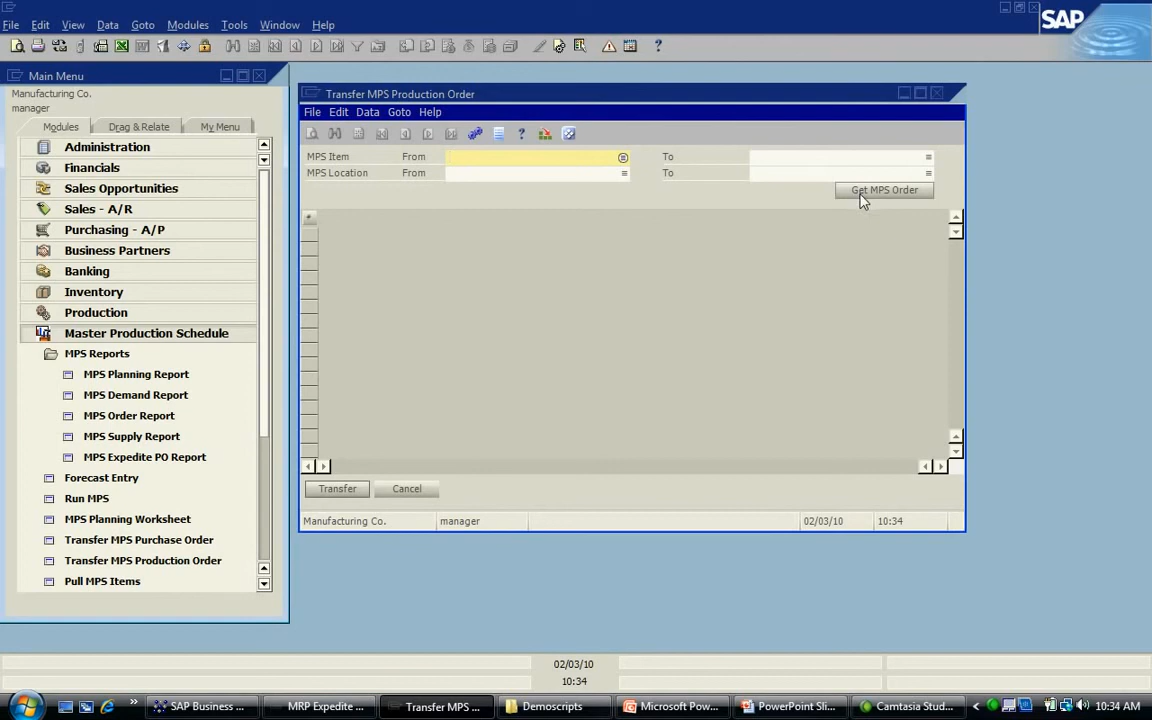 File Edit View Data Goto Modules Tools Window Help
SAP
Main Menu
Manufacturing Co.
manager
Modules Drag & Relate My Menu
Administration
Financials
Sales Opportunities
Sales - A/R
Purchasing - A/P
Business Partners
Banking
Inventory
Production
Master Production Schedule
MPS Reports
MPS Planning Report
MPS Demand Report
MPS Order Report
MPS Supply Report
MPS Expedite PO Report
Forecast Entry
Run MPS
MPS Planning Worksheet
Transfer MPS Purchase Order
Transfer MPS Production Order
Pull MPS Items
Transfer MPS Production Order
File Edit Data Goto Help
MPS Item From To
MPS Location From To
Get MPS Order
Transfer Cancel
Manufacturing Co. manager 02/03/10 10:34
02/03/10
10:34
SAP Business ... MRP Expedite ... Transfer MPS ... Demoscripts Microsoft Pow... PowerPoint Sli... Camtasia Stud... 10:34 AM